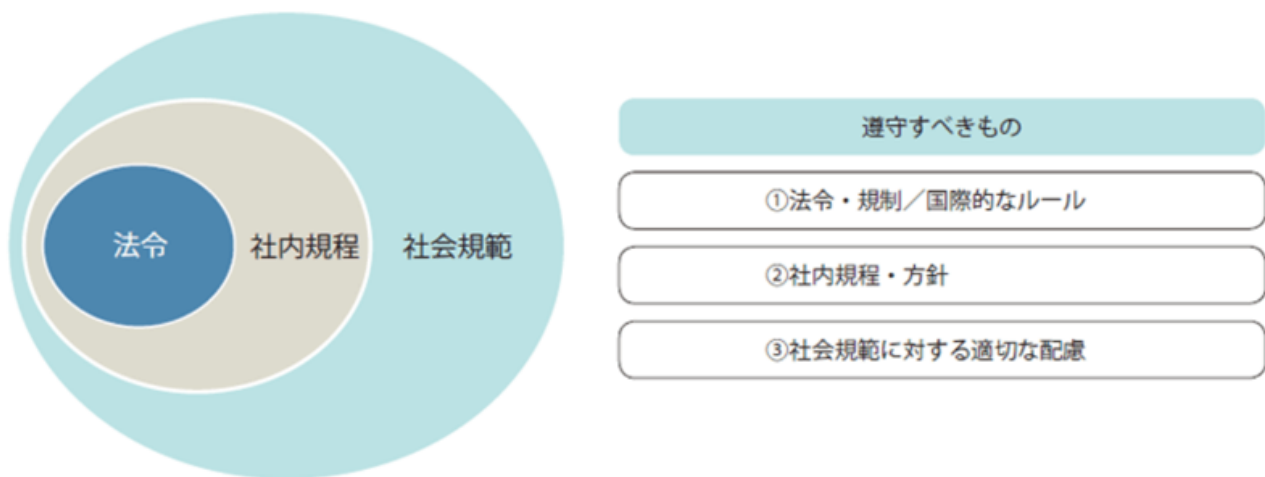 法令
社内規程
社会規範
遵守すべきもの
①法令・規制／国際的なルール
②社内規程・方針
③社会規範に対する適切な配慮